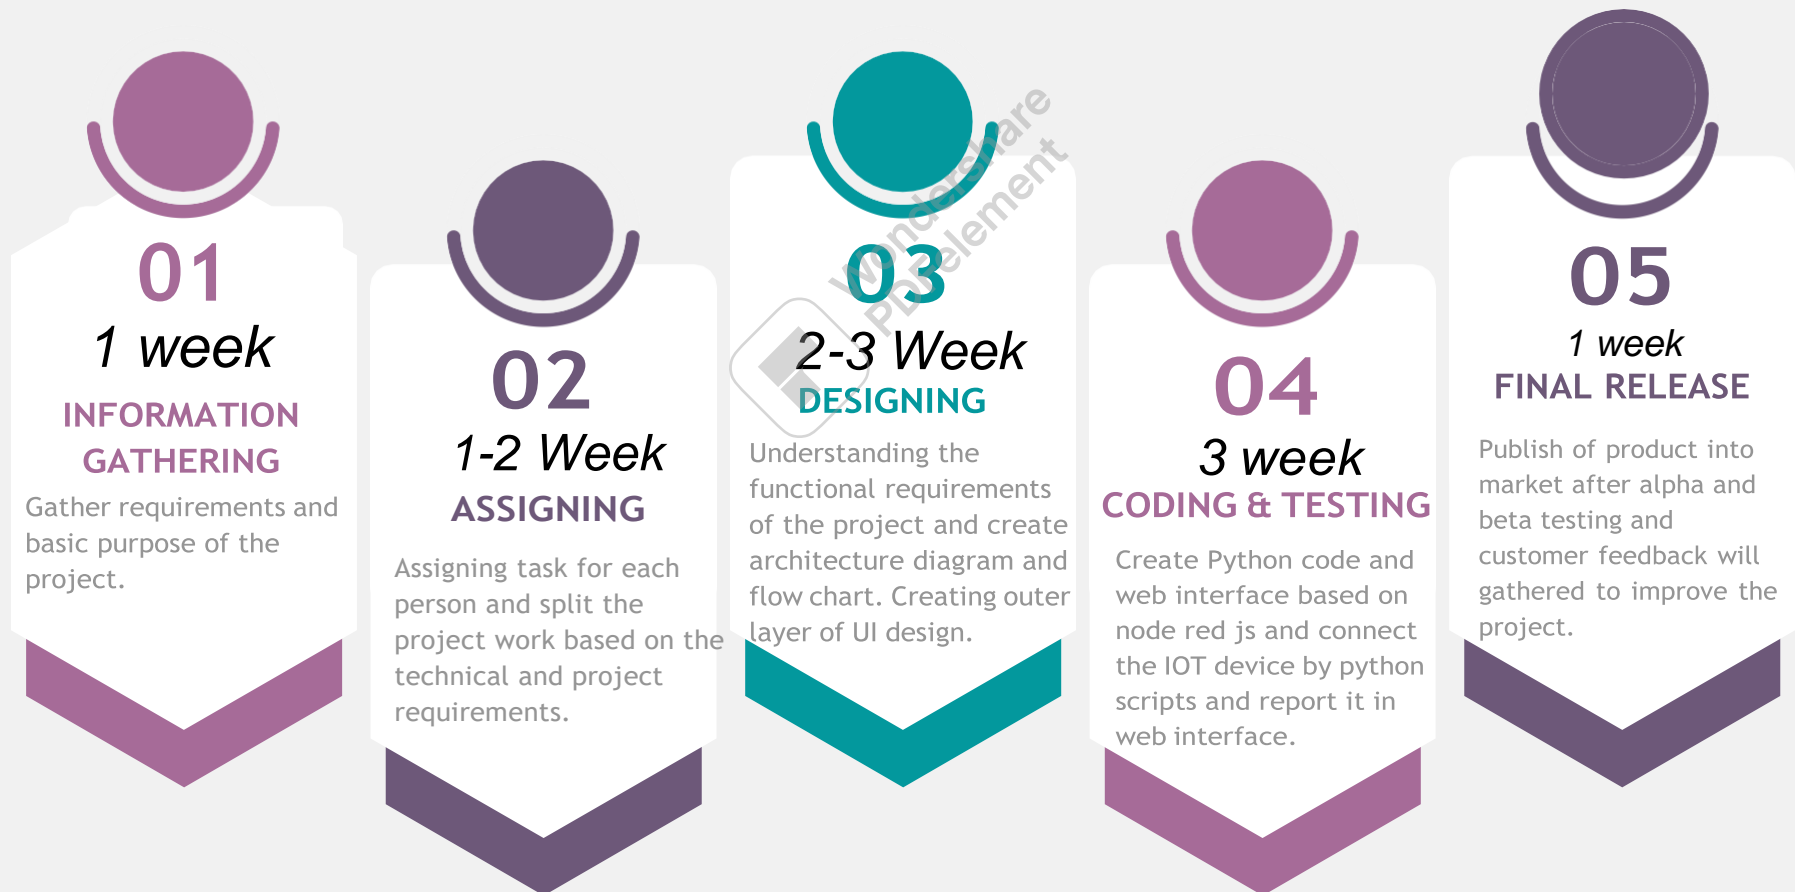 01
1 week
INFORMATION
GATHERING
Gather requirements and
basic purpose of the
project.
02
1-2 Week
ASSIGNING
Assigning task for each
person and split the
project work based on the
technical and project
requirements.
03
2-3 Week
DESIGNING
Understanding the
functional requirements
of the project and create
architecture diagram and
flow chart. Creating outer
layer of UI design.
Wondershare
PDFelement
04
3 week
CODING & TESTING
Create Python code and
web interface based on
node red js and connect
the IOT device by python
scripts and report it in
web interface.
05
1 week
FINAL RELEASE
Publish of product into
market after alpha and
beta testing and
customer feedback will
gathered to improve the
project.